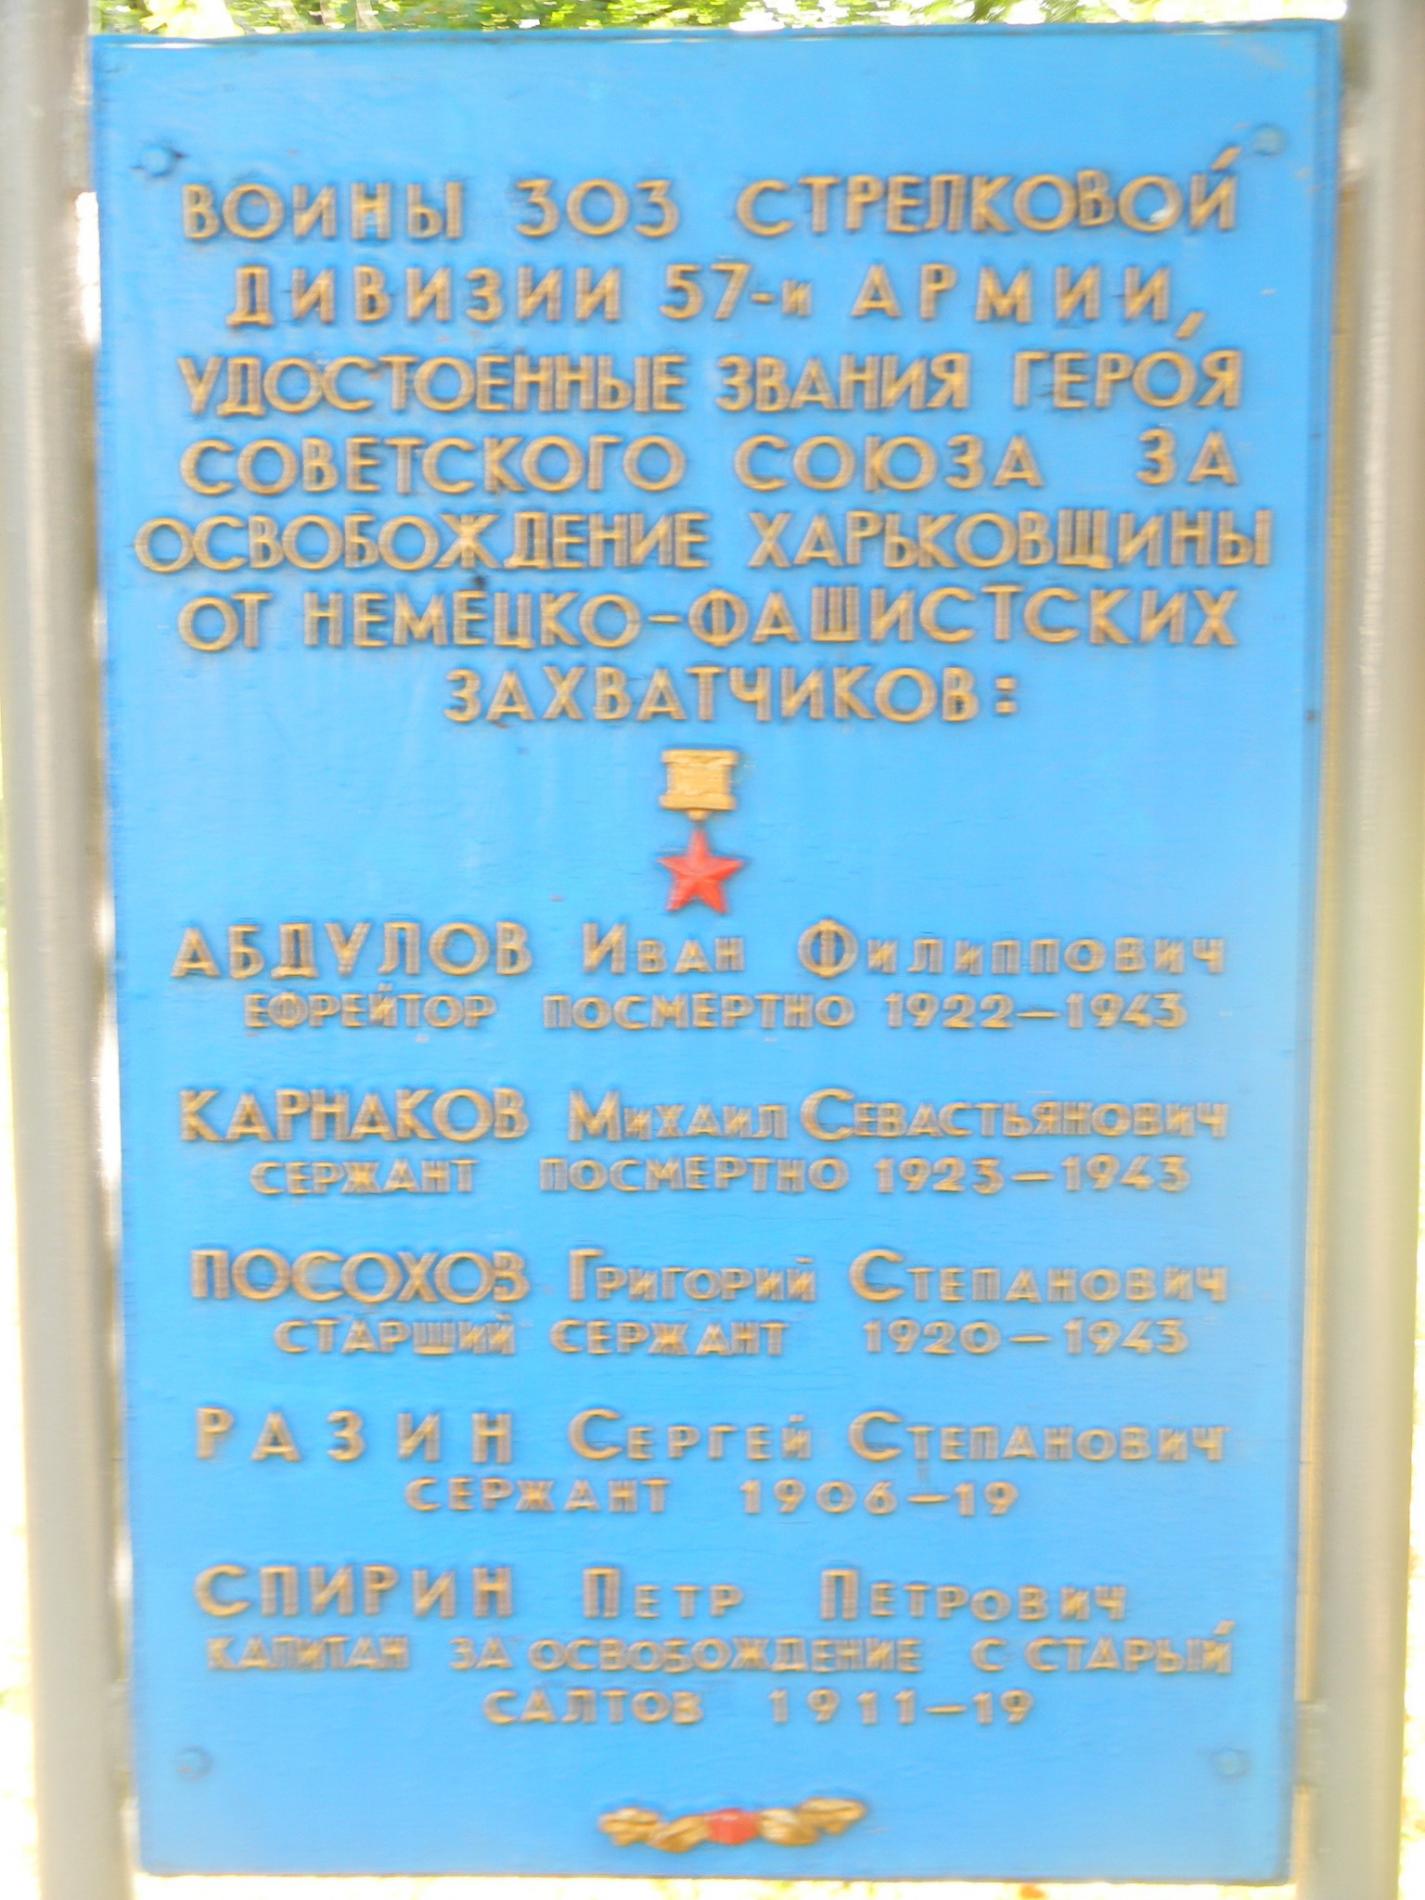 ВОИНЫ 303 СТРЕЛКОВОЙ
ДИВИЗИИ 57-и АРМИИ,
УДОСТОЕННЫЕ ЗВАНИЯ ГЕРОЯ
СОВЕТСКОГО СОЮЗА ЗА
ОСВОБОЖДЕНИЕ ХАРЬКОВЩИНЫ
ОТ НЕМЕЦКО-ФАШИСТСКИХ
ЗАХВАТЧИКОВ:
АБДУЛОВ Иван Филиппович
ЕФРЕЙТОР ПОСМЕРТНО 1922-1943
КАРНАКОВ Михаил Севастьянович
СЕРЖАНТ ПОСМЕРТНО 1923-1943
ПОСОХОВ Григорий Степанович
СТАРШИЙ СЕРЖАНТ 1920-1943
РАЗИН Сергей Степанович
СЕРЖАНТ 1906-19
СПИРИН Петр Петрович
КАПИТАН ЗА ОСВОБОЖДЕНИЕ С СТАРЫЙ
САЛТОВ 1911-19